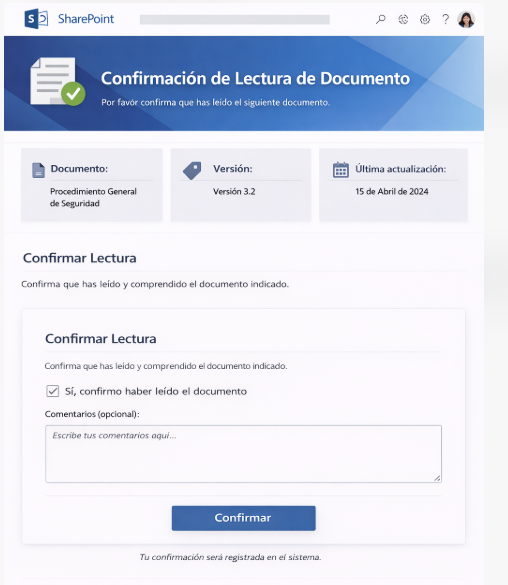 S
SharePoint
?
Confirmación de Lectura de Documento
Por favor confirma que has leído el siguiente documento.
Documento:
Procedimiento General
de Seguridad
Versión:
Versión 3.2
Última actualización:
15 de Abril de 2024
Confirmar Lectura
Confirma que has leído y comprendido el documento indicado.
Confirmar Lectura
Confirma que has leído y comprendido el documento indicado.
Sí, confirmo haber leído el documento
Comentarios (opcional):
Escribe tus comentarios aqui...
Confirmar
Tu confirmación será registrada en el sistema.